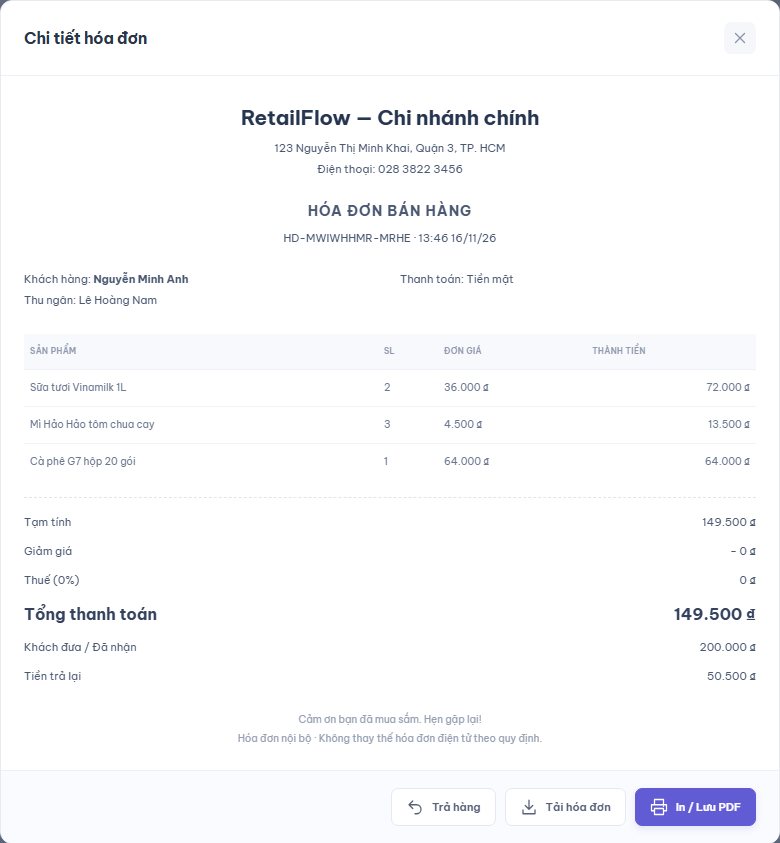 Chi tiết hóa đơn
RetailFlow — Chi nhánh chính
123 Nguyễn Thị Minh Khai, Quận 3, TP. HCM
Điện thoại: 028 3822 3456
HÓA ĐƠN BÁN HÀNG
HD-MWIWHHMR-MRHE · 13:46 16/11/26
Khách hàng: Nguyễn Minh Anh Thanh toán: Tiền mặt
Thu ngân: Lê Hoàng Nam
SẢN PHẨM SL ĐƠN GIÁ THÀNH TIỀN
Sữa tươi Vinamilk 1L 2 36.000 ₫ 72.000 ₫
Mì Hảo Hảo tôm chua cay 3 4.500 ₫ 13.500 ₫
Cà phê G7 hộp 20 gói 1 64.000 ₫ 64.000 ₫
Tạm tính 149.500 ₫
Giảm giá - 0 ₫
Thuế (0%) 0 ₫
Tổng thanh toán 149.500 ₫
Khách đưa / Đã nhận 200.000 ₫
Tiền trả lại 50.500 ₫
Cảm ơn bạn đã mua sắm. Hẹn gặp lại!
Hóa đơn nội bộ · Không thay thế hóa đơn điện tử theo quy định.
Trả hàng Tải hóa đơn In / Lưu PDF